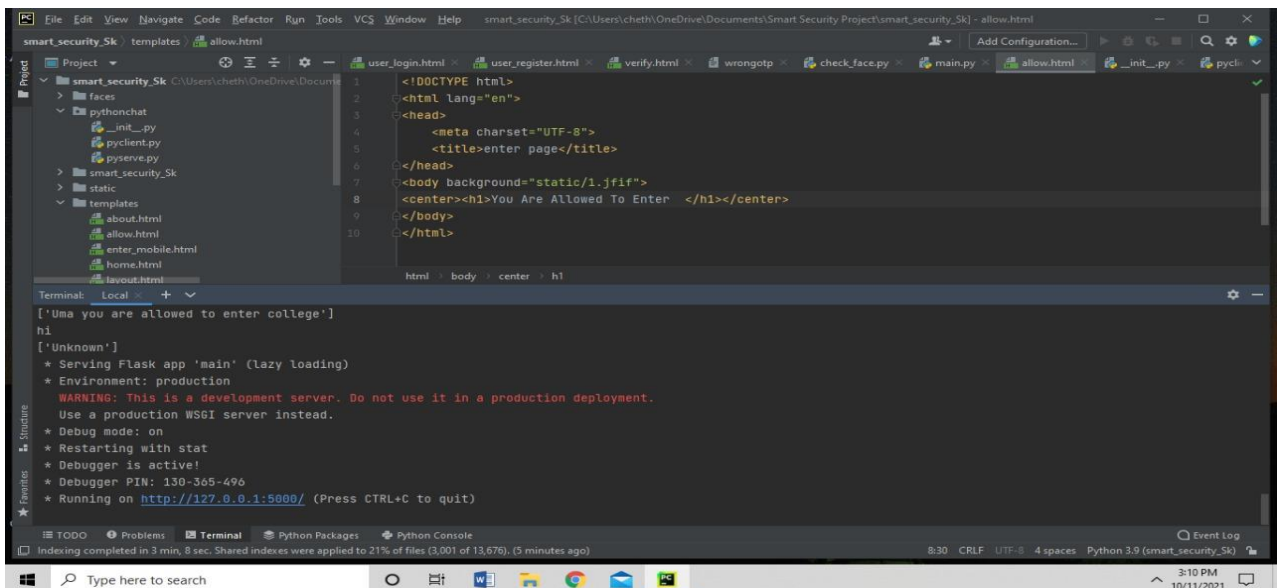 File Edit View Navigate Code Refactor Run Tools VCS Window Help smart_security_Sk [C:\Users\cheth\OneDrive\Documents\Smart Security Project\smart_security_Sk] - allow.html
smart_security_Sk templates allow.html Add Configuration...
Project user_login.html user_register.html verify.html wrongotp check_face.py main.py allow.html __init__.py pyclie
smart_security_Sk C:\Users\cheth\OneDrive\Docume
faces
pythonchat
__init__.py
pyclient.py
pyserve.py
smart_security_Sk
static
templates
about.html
allow.html
enter_mobile.html
home.html
layout.html
1 <!DOCTYPE html>
2 <html lang="en">
3 <head>
4 <meta charset="UTF-8">
5 <title>enter page</title>
6 </head>
7 <body background="static/1.jfif">
8 <center><h1>You Are Allowed To Enter  </h1></center>
9 </body>
10 </html>
html body center h1
Terminal: Local
['Uma you are allowed to enter college']
hi
['Unknown']
* Serving Flask app 'main' (lazy loading)
* Environment: production
WARNING: This is a development server. Do not use it in a production deployment.
Use a production WSGI server instead.
* Debug mode: on
* Restarting with stat
* Debugger is active!
* Debugger PIN: 130-365-496
* Running on http://127.0.0.1:5000/ (Press CTRL+C to quit)
Project
Structure
Favorites
TODO Problems Terminal Python Packages Python Console Event Log
Indexing completed in 3 min, 8 sec. Shared indexes were applied to 21% of files (3,001 of 13,676). (5 minutes ago) 8:30 CRLF UTF-8 4 spaces Python 3.9 (smart_security_Sk)
Type here to search 3:10 PM
10/11/2021